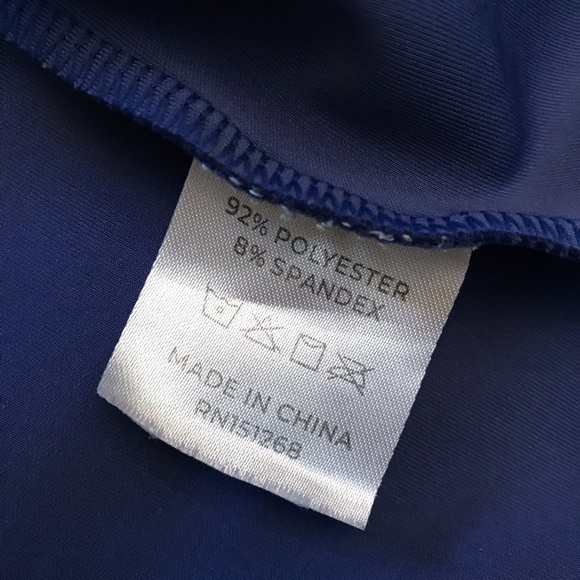 92% POLYESTER
8% SPANDEX
MADE IN CHINA
RN151268